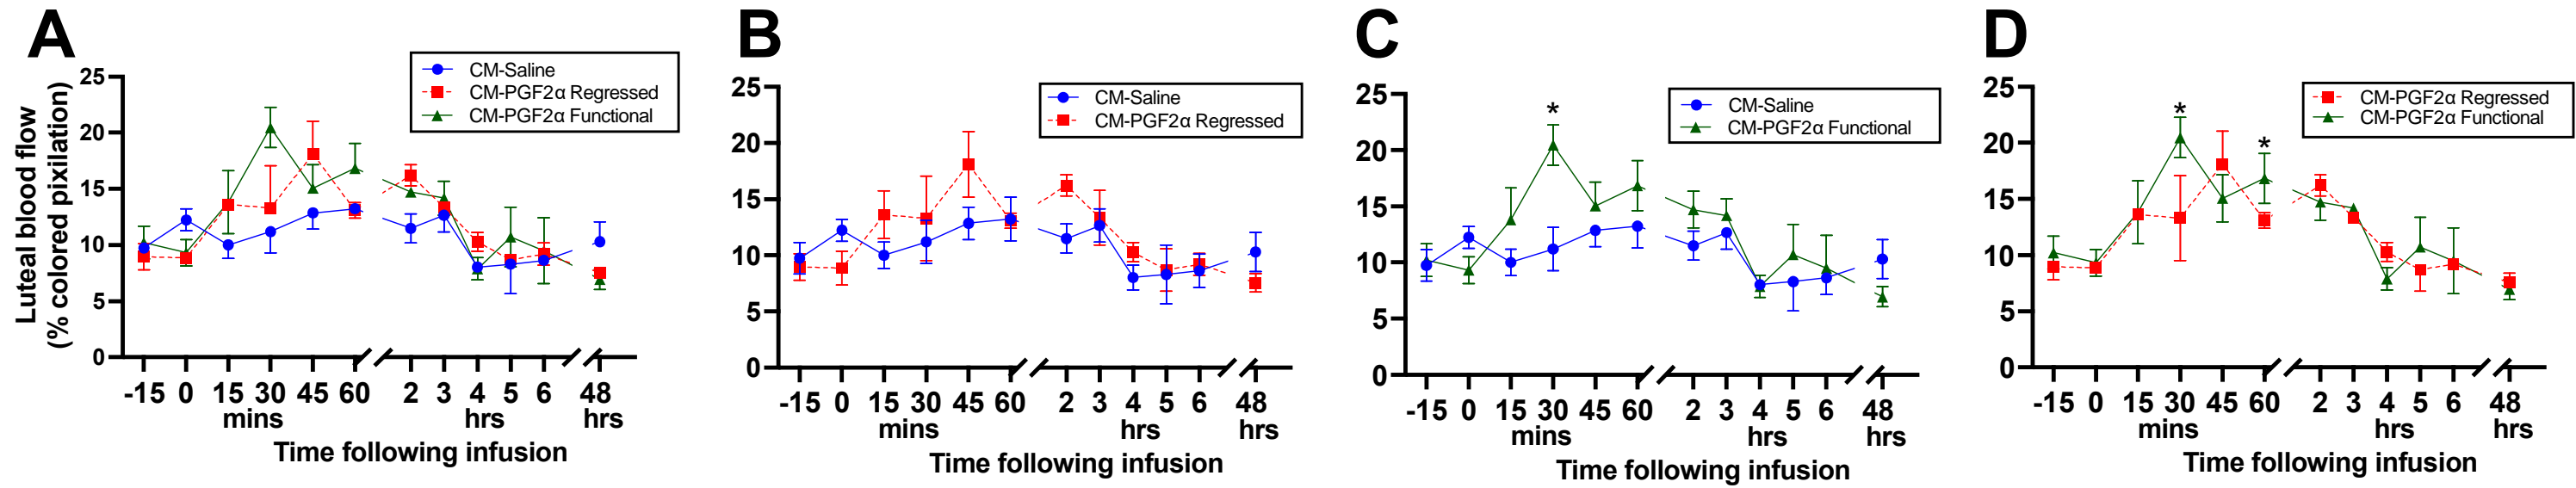 A
Luteal blood flow
(% colored pixilation)
25
20
15
10
5
0
CM-Saline
CM-PGF2α Regressed
CM-PGF2α Functional
-15 0 15 30 45 60 2 3 4 5 6 48
mins hrs hrs
Time following infusion
B
25
20
15
10
5
0
CM-Saline
CM-PGF2α Regressed
-15 0 15 30 45 60 2 3 4 5 6 48
mins hrs hrs
Time following infusion
C
25
20
15
10
5
0
CM-Saline
CM-PGF2α Functional
*
-15 0 15 30 45 60 2 3 4 5 6 48
mins hrs hrs
Time following infusion
D
25
20
15
10
5
0
CM-PGF2α Regressed
CM-PGF2α Functional
*
*
-15 0 15 30 45 60 2 3 4 5 6 48
mins hrs hrs
Time following infusion